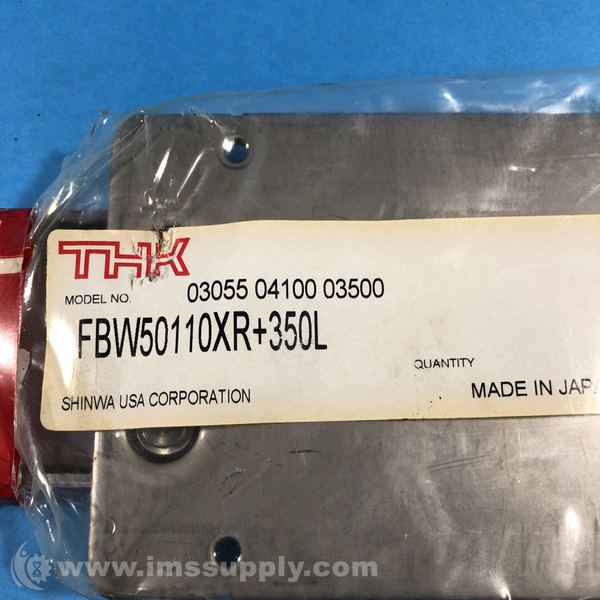 THK
MODEL NO. 03055 04100 03500
FBW50110XR+350L
QUANTITY
SHINWA USA CORPORATION MADE IN JAP
www.imssupply.com